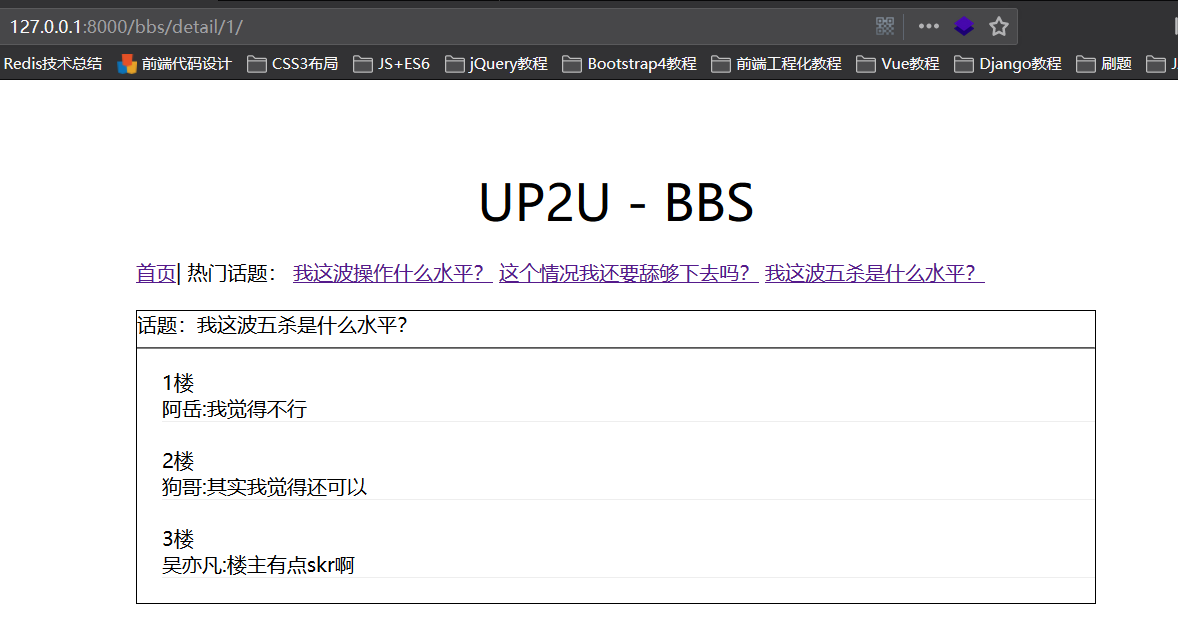 127.0.0.1:8000/bbs/detail/1/
Redis技术总结 前端代码设计 CSS3布局 JS+ES6 jQuery教程 Bootstrap4教程 前端工程化教程 Vue教程 Django教程 刷题 J
UP2U - BBS
首页| 热门话题： 我这波操作什么水平？ 这个情况我还要舔够下去吗？ 我这波五杀是什么水平？
话题：我这波五杀是什么水平？
1楼
阿岳:我觉得不行
2楼
狗哥:其实我觉得还可以
3楼
吴亦凡:楼主有点skr啊